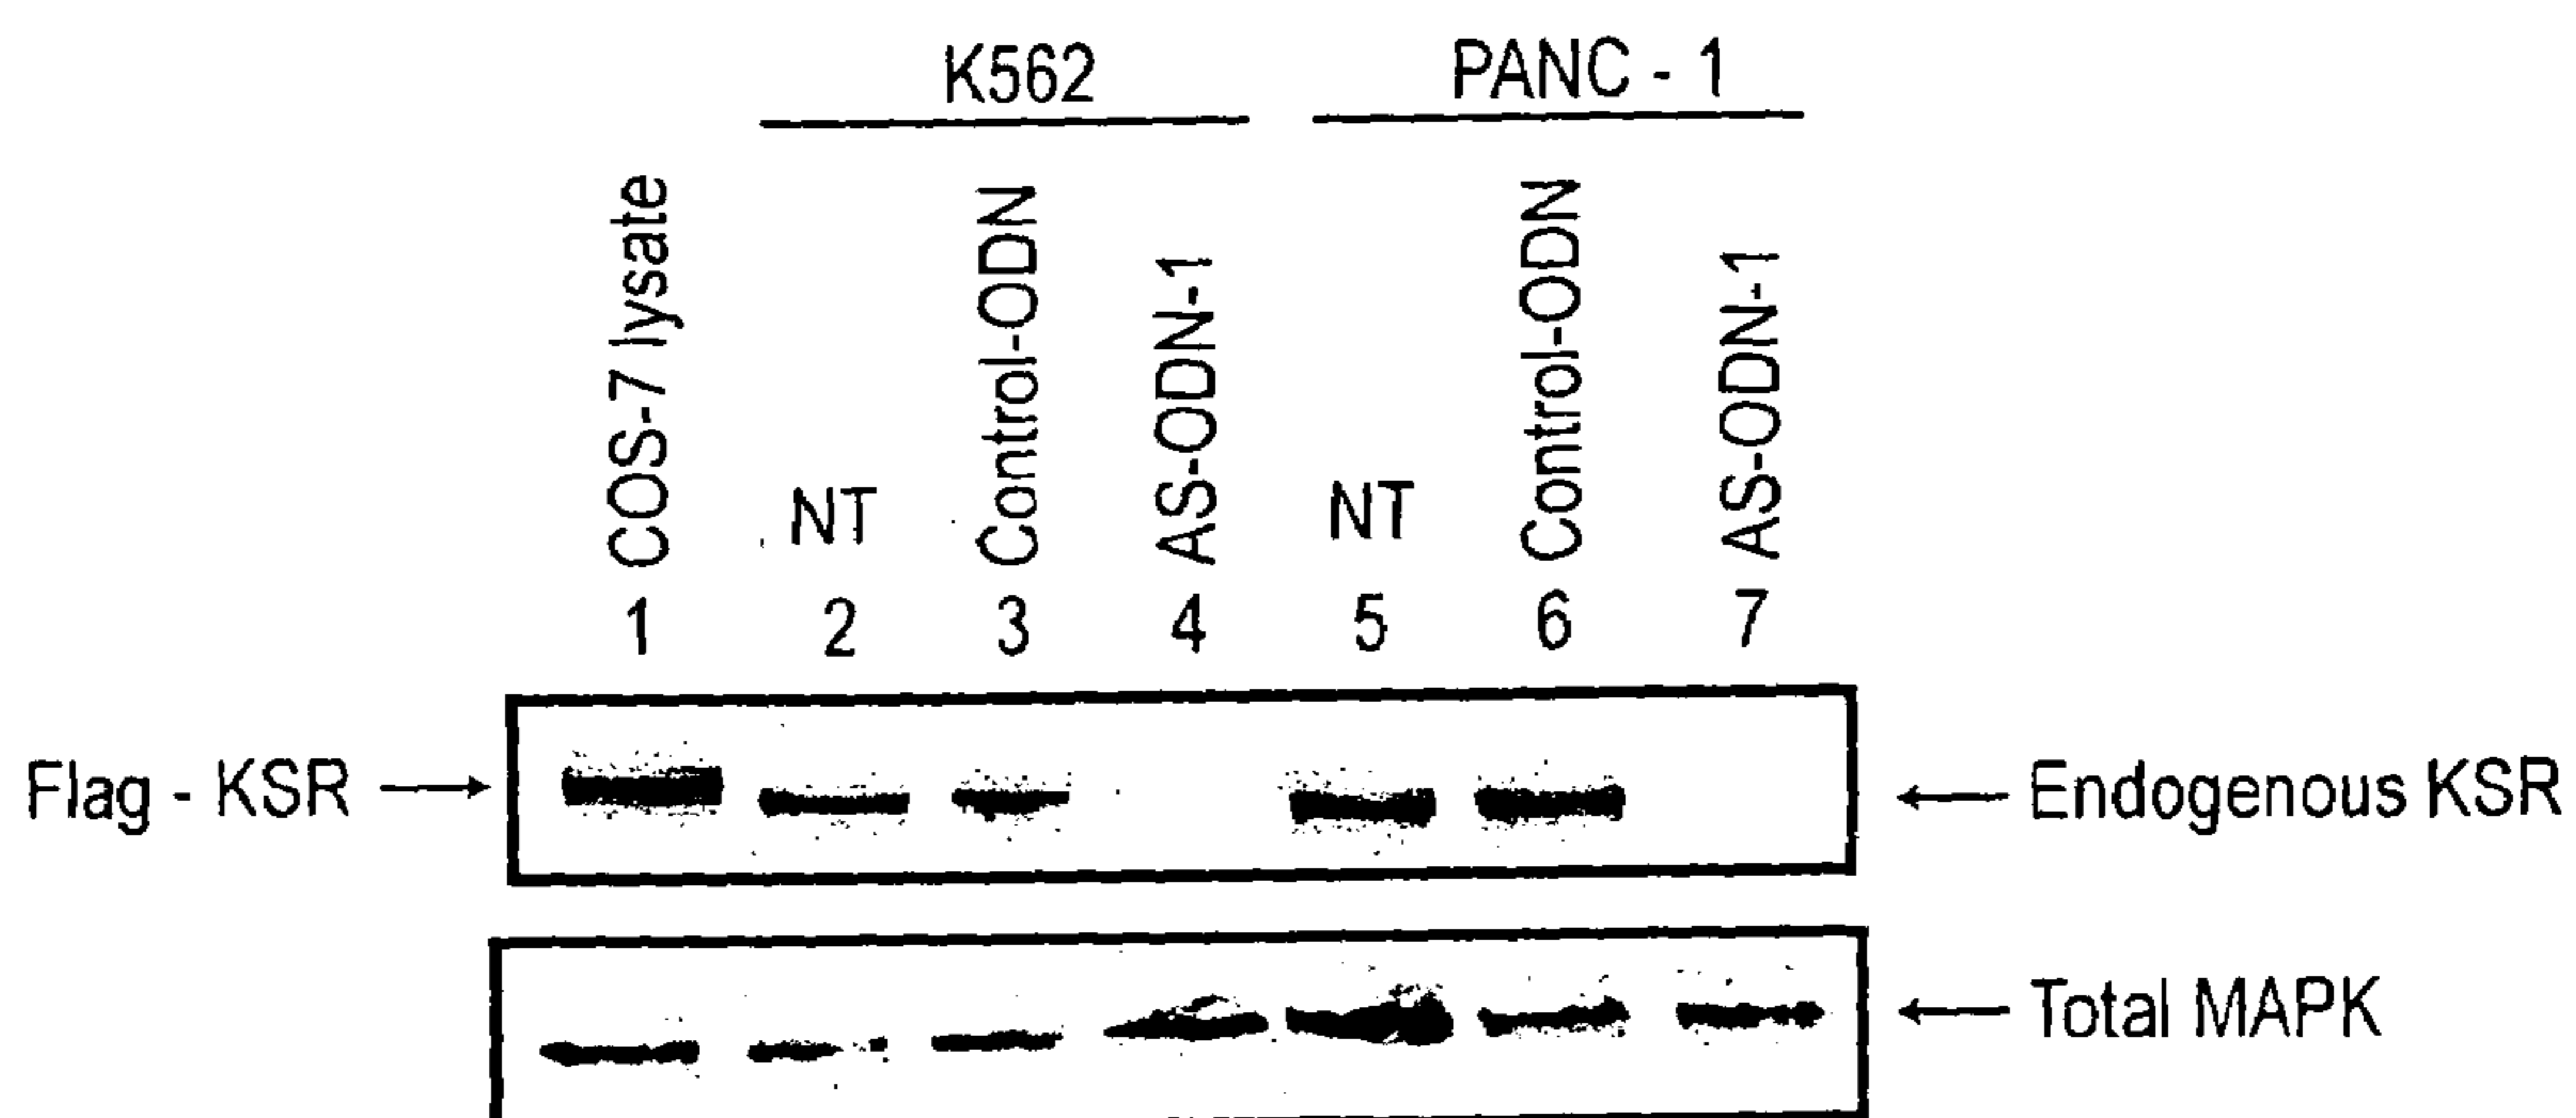 K562 PANC - 1
COS-7 lysate
NT
Control-ODN
AS-ODN-1
NT
Control-ODN
AS-ODN-1
1 2 3 4 5 6 7
Flag - KSR
Endogenous KSR
Total MAPK